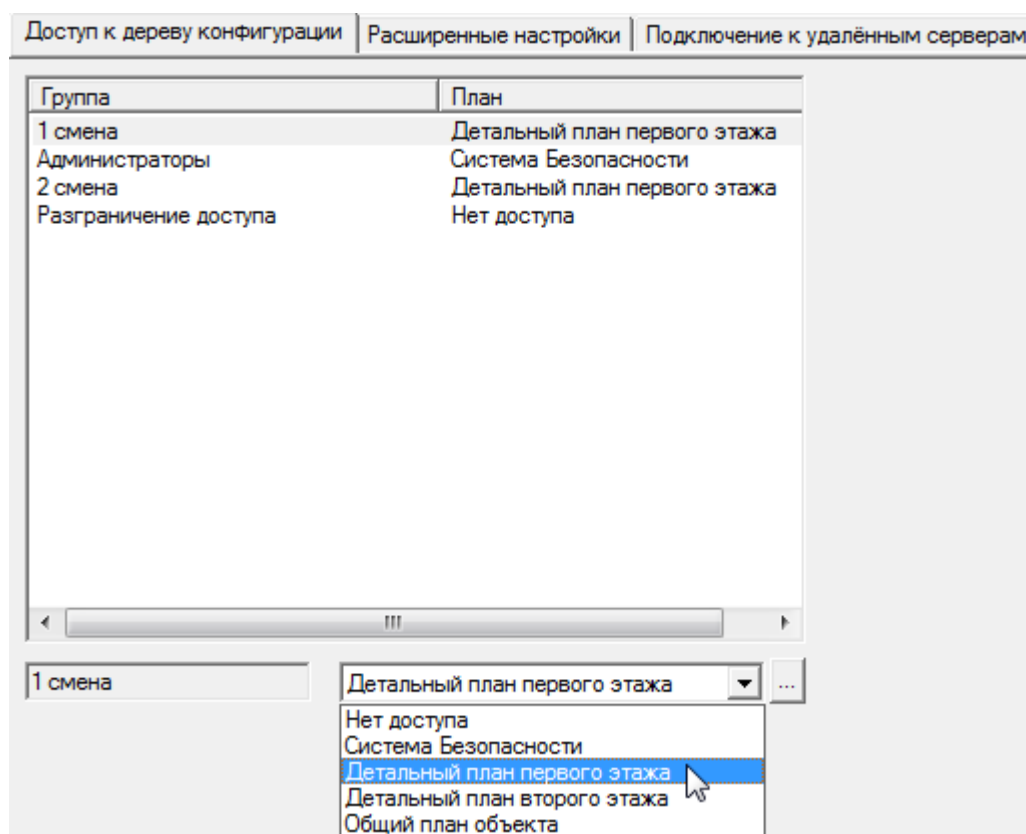 Доступ к дереву конфигурации Расширенные настройки Подключение к удалённым серверам
Группа План
1 смена Детальный план первого этажа
Администраторы Система Безопасности
2 смена Детальный план первого этажа
Разграничение доступа Нет доступа
1 смена Детальный план первого этажа ...
Нет доступа
Система Безопасности
Детальный план первого этажа
Детальный план второго этажа
Общий план объекта